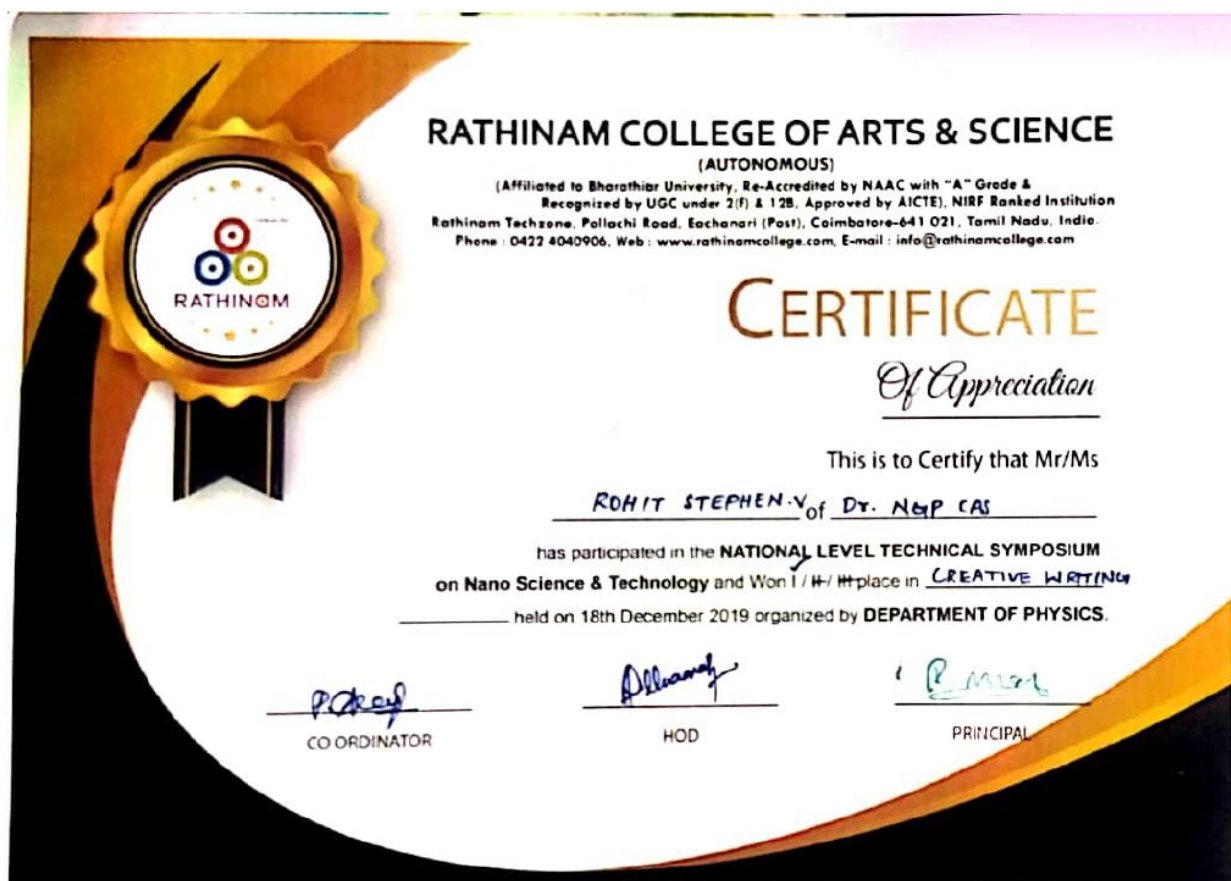 RATHINAM COLLEGE OF ARTS & SCIENCE
(AUTONOMOUS)
(Affiliated to Bharathiar University, Re-Accredited by NAAC with "A" Grade &
Recognized by UGC under 2(f) & 12B, Approved by AICTE), NIRF Ranked Institution
Rathinam Techzone, Pollachi Road, Eachanari (Post), Coimbatore-641 021, Tamil Nadu, India.
Phone : 0422 4040906, Web : www.rathinamcollege.com, E-mail : info@rathinamcollege.com
RATHINAM
CERTIFICATE
Of Appreciation
This is to Certify that Mr/Ms
ROHIT STEPHEN.V of Dr. NGP CAS
has participated in the NATIONAL LEVEL TECHNICAL SYMPOSIUM
on Nano Science & Technology and Won I / II / III place in CREATIVE WRITING
held on 18th December 2019 organized by DEPARTMENT OF PHYSICS.
CO ORDINATOR
HOD
PRINCIPAL